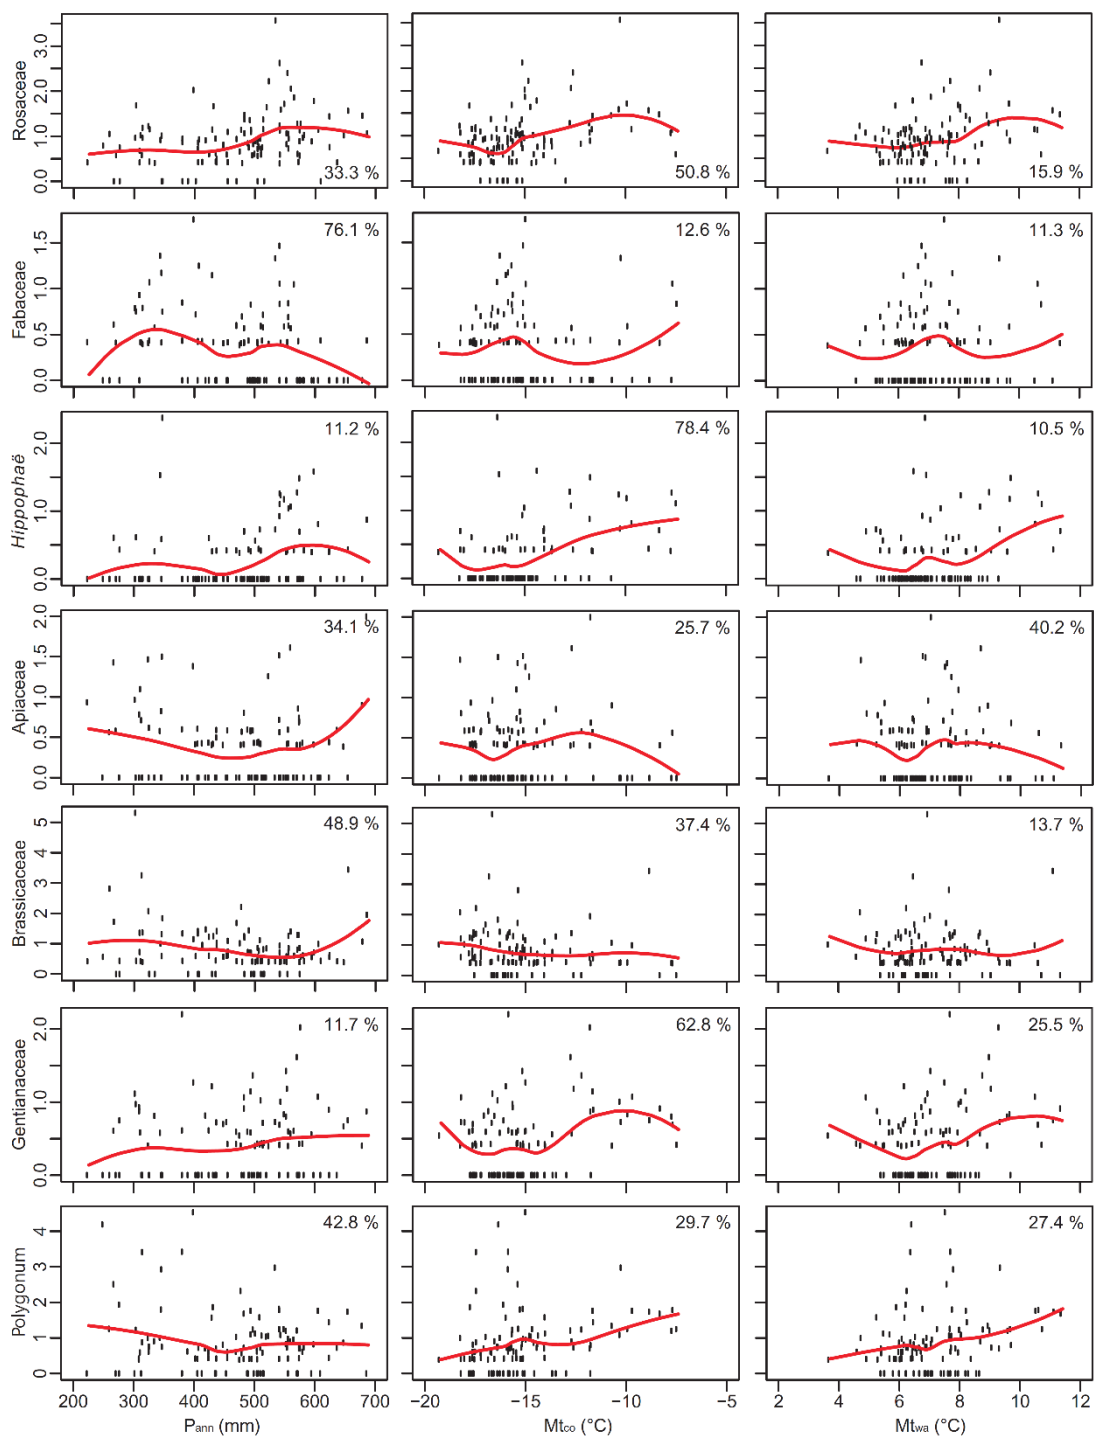 Rosaceae
0.0 1.0 2.0 3.0
33.3 %
50.8 %
15.9 %
Fabaceae
0.0 0.5 1.0 1.5
76.1 %
12.6 %
11.3 %
Hippophaë
0.0 1.0 2.0
11.2 %
78.4 %
10.5 %
Apiaceae
0.0 0.5 1.0 1.5 2.0
34.1 %
25.7 %
40.2 %
Brassicaceae
0 1 2 3 4 5
48.9 %
37.4 %
13.7 %
Gentianaceae
0.0 1.0 2.0
11.7 %
62.8 %
25.5 %
Polygonum
0 1 2 3 4
42.8 %
29.7 %
27.4 %
200 300 400 500 600 700
−20 −15 −10 −5
2 4 6 8 10 12
Pann (mm)
Mtco (°C)
Mtwa (°C)